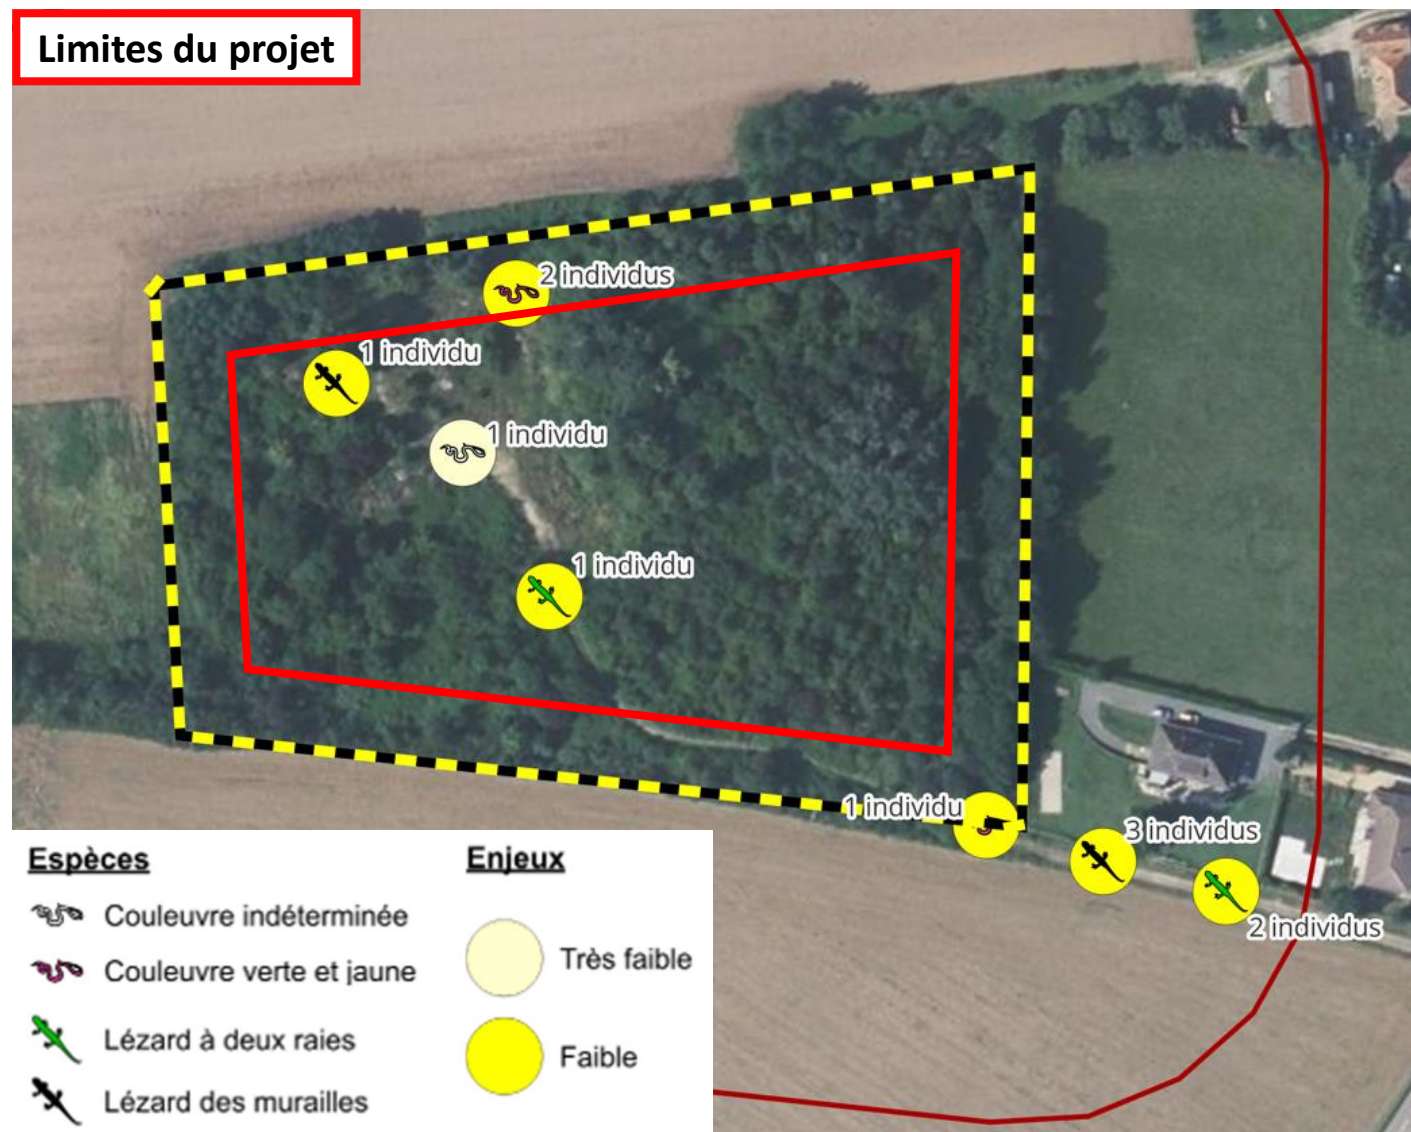 Limites du projet
2 individus
1 individu
1 individu
1 individu
1 individu
3 individus
2 individus
Espèces
Couleuvre indéterminée
Couleuvre verte et jaune
Lézard à deux raies
Lézard des murailles
Enjeux
Très faible
Faible